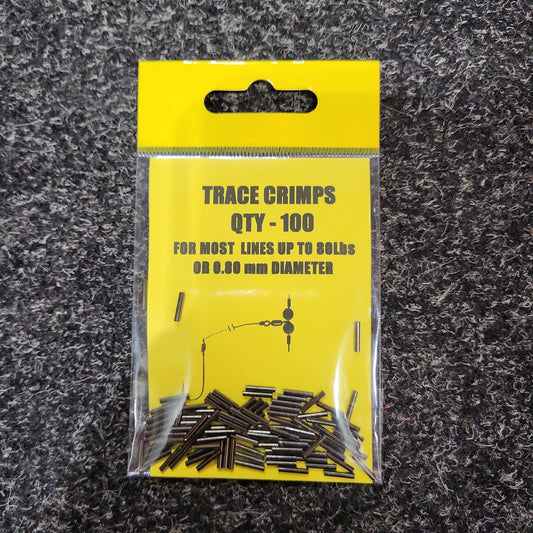 TRACE CRIMPS
QTY - 100
FOR MOST LINES UP TO 80Lbs
OR 0.80 mm DIAMETER